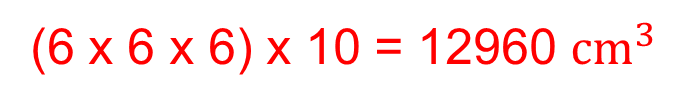 (6 x 6 x 6) x 10 = 12960 cm³